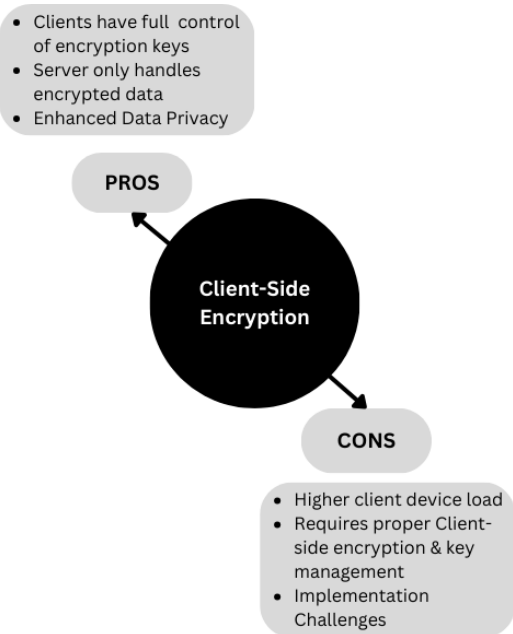 • Clients have full control
of encryption keys
• Server only handles
encrypted data
• Enhanced Data Privacy
PROS
Client-Side
Encryption
CONS
• Higher client device load
• Requires proper Client-
side encryption & key
management
• Implementation
Challenges